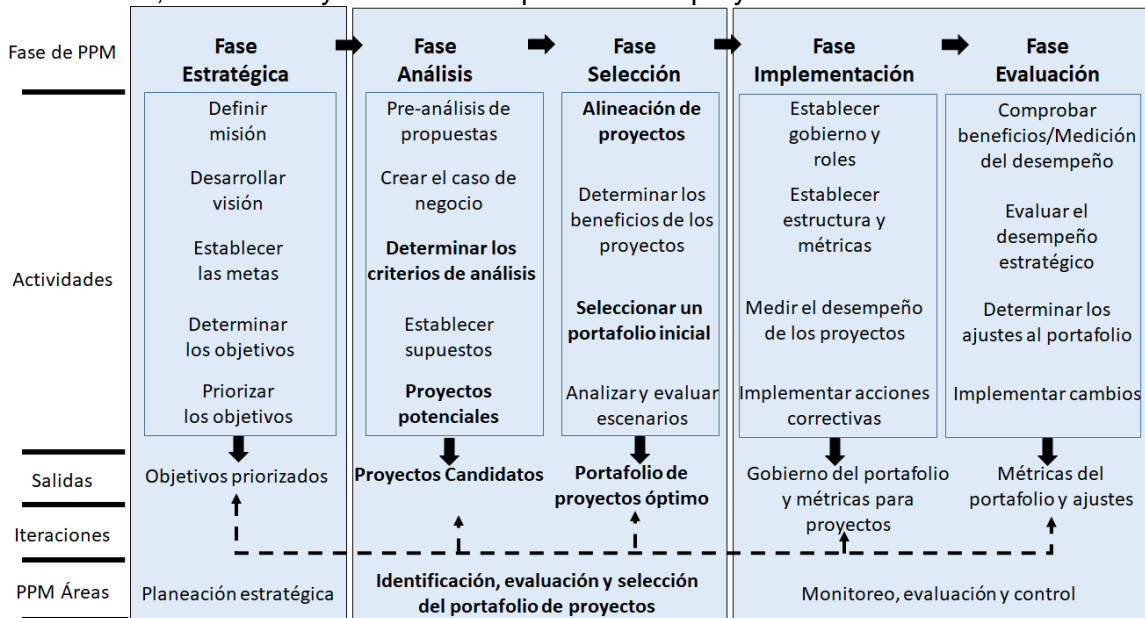 Fase de PPM
Fase
Estratégica
Fase
Análisis
Fase
Selección
Fase
Implementación
Fase
Evaluación
Actividades
Definir
misión
Desarrollar
visión
Establecer
las metas
Determinar
los objetivos
Priorizar
los objetivos
Pre-análisis de
propuestas
Crear el caso de
negocio
Determinar los
criterios de análisis
Establecer
supuestos
Proyectos
potenciales
Alineación de
proyectos
Determinar los
beneficios de los
proyectos
Seleccionar un
portafolio inicial
Analizar y evaluar
escenarios
Establecer
gobierno y
roles
Establecer
estructura y
métricas
Medir el desempeño
de los proyectos
Implementar acciones
correctivas
Comprobar
beneficios/Medición
del desempeño
Evaluar el
desempeño
estratégico
Determinar los
ajustes al portafolio
Implementar cambios
Salidas
Objetivos priorizados
Proyectos Candidatos
Portafolio de
proyectos óptimo
Gobierno del portafolio
y métricas para
proyectos
Métricas del
portafolio y ajustes
Iteraciones
PPM Áreas
Planeación estratégica
Identificación, evaluación y selección
del portafolio de proyectos
Monitoreo, evaluación y control